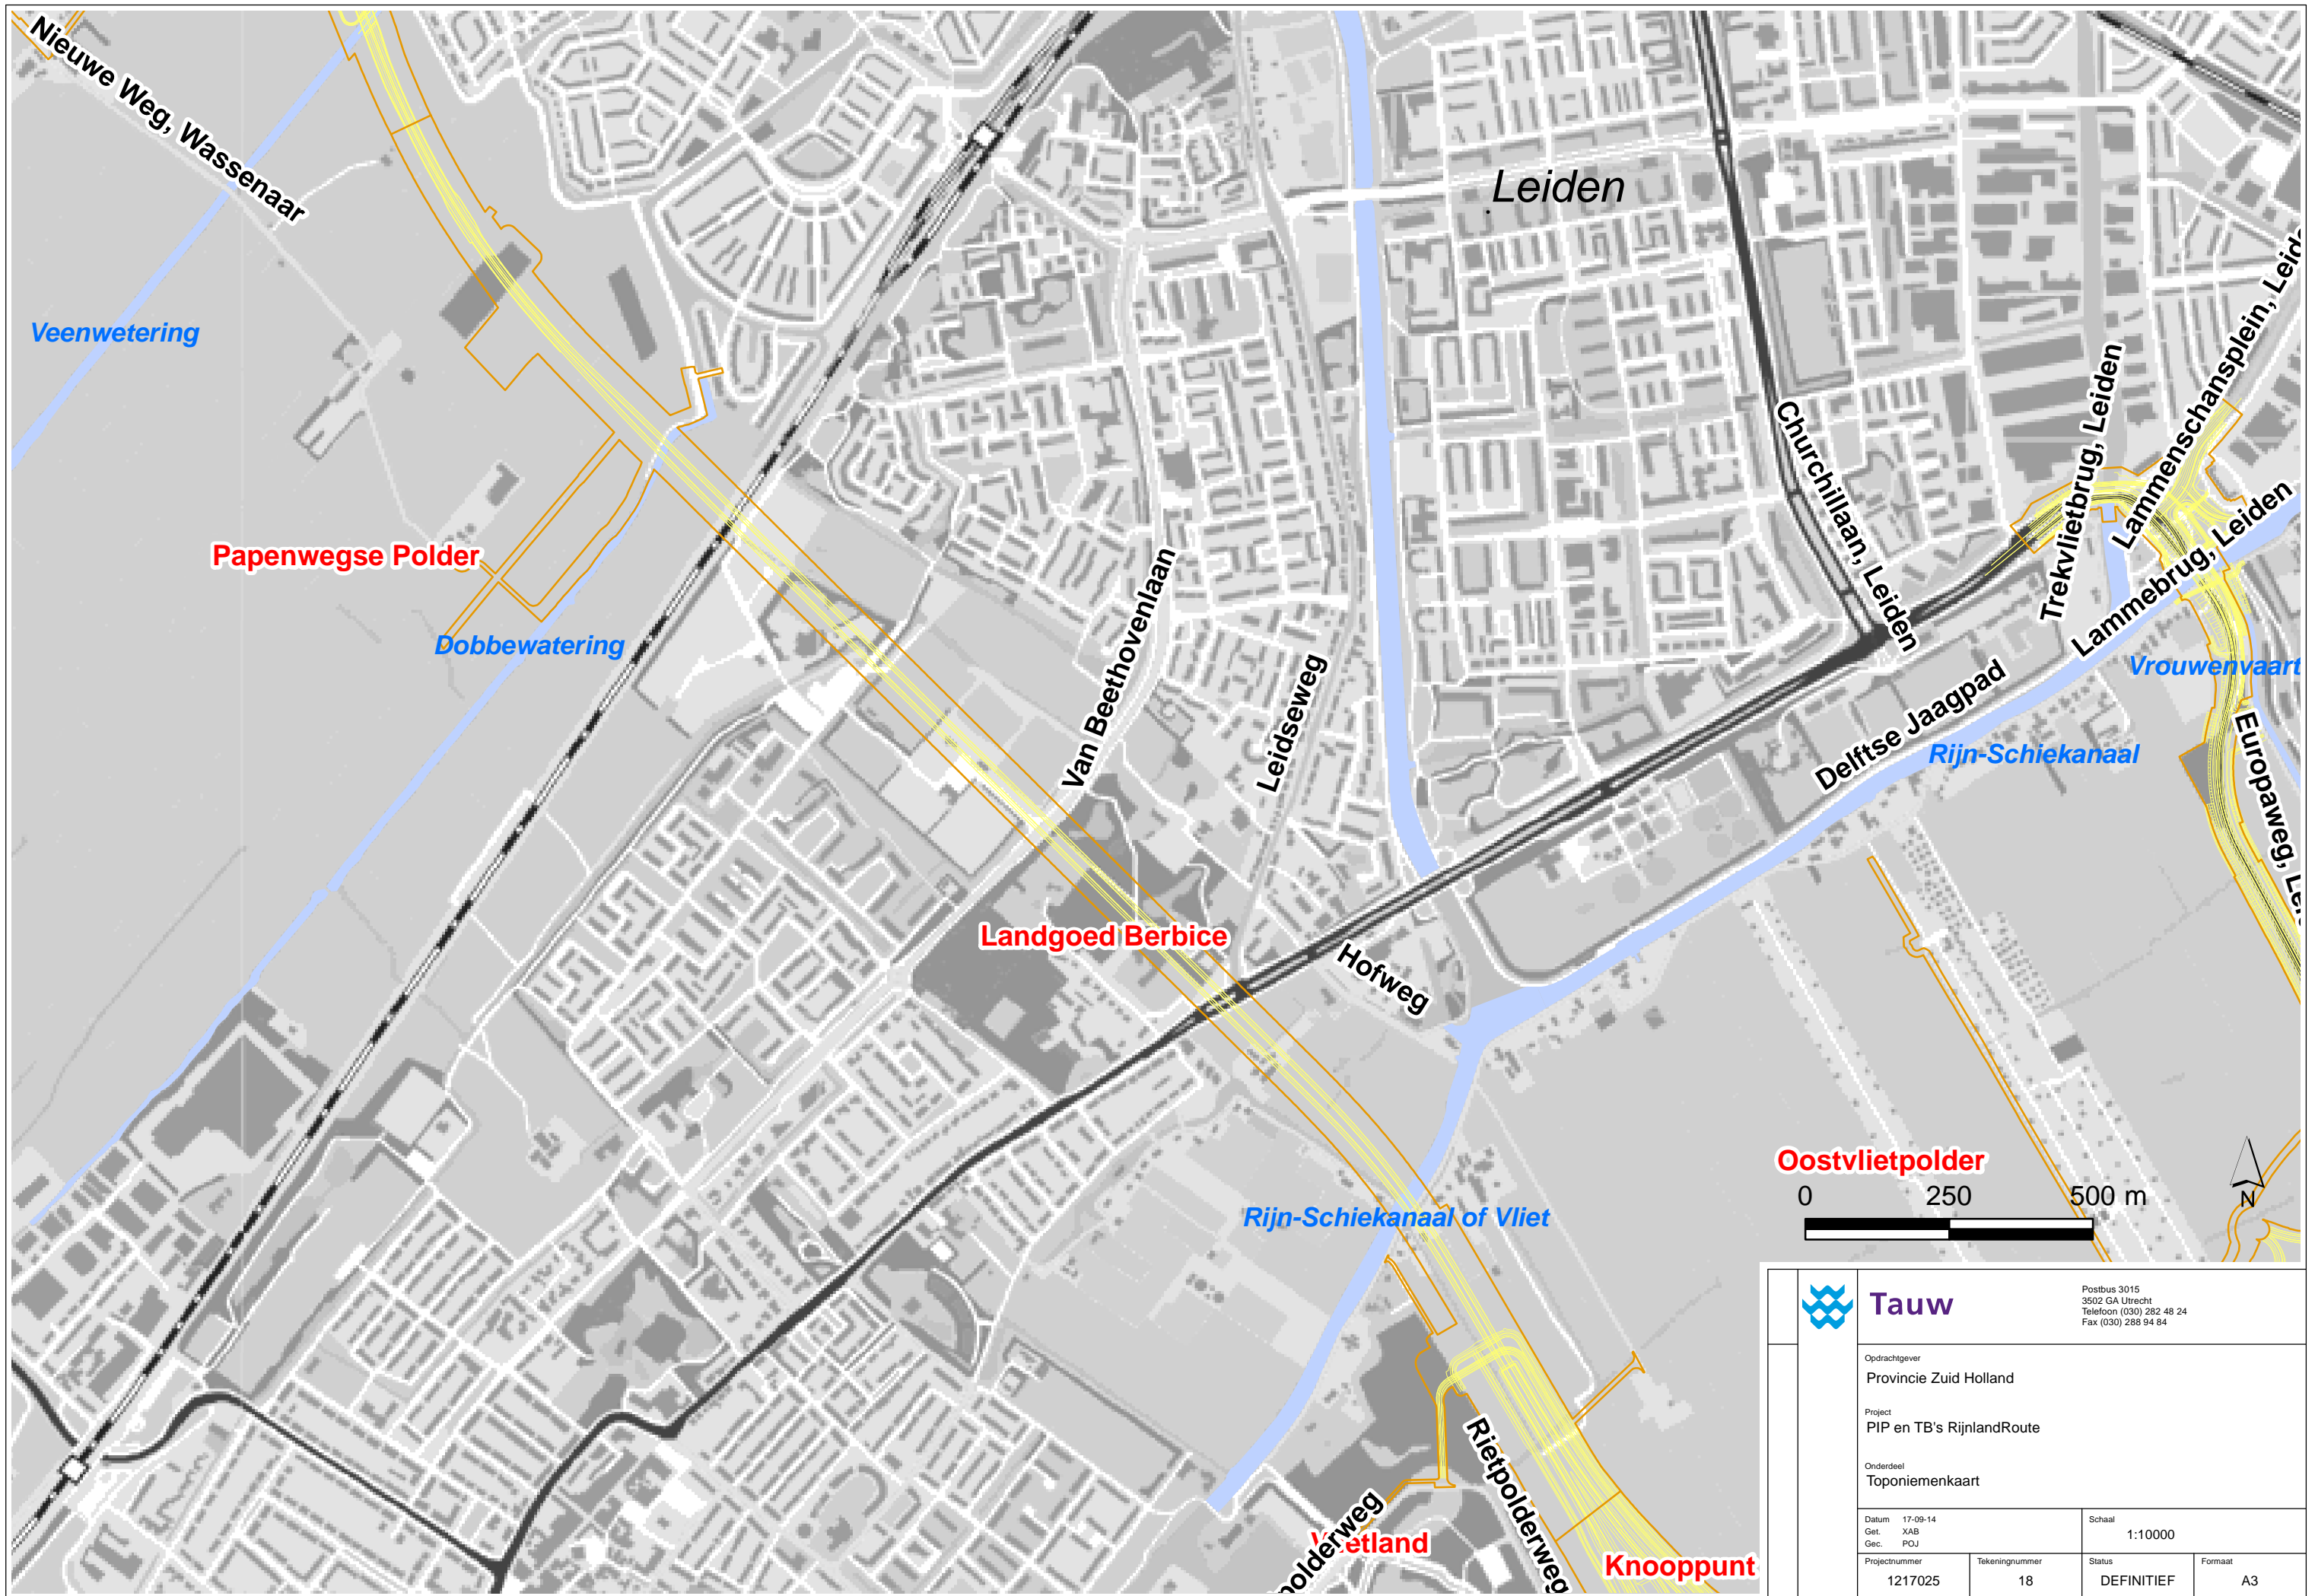 Nieuwe Weg, Wassenaar
Leiden
Veenwetering
Papenwegse Polder
Dobbewatering
Van Beethovenlaan
Leidseweg
Churchillaan, Leiden
Trekvlietbrug, Leiden
Lammenschansplein, Leid
Lammebrug, Leiden
Vrouwenvaart
Delftse Jaagpad
Rijn-Schiekanaal
Europaweg, Lei
Landgoed Berbice
Hofweg
Oostvlietpolder
0 250 500 m
N
Rijn-Schiekanaal of Vliet
Rietpolderweg
polderweg
Knooppunt
Tauw
Postbus 3015
3502 GA Utrecht
Telefoon (030) 282 48 24
Fax (030) 288 94 84
Opdrachtgever
Provincie Zuid Holland
Project
PIP en TB's RijnlandRoute
Onderdeel
Toponiemenkaart
Datum 17-09-14
Get. XAB
Gec. POJ
Schaal
1:10000
Projectnummer
1217025
Tekeningnummer
18
Status
DEFINITIEF
Formaat
A3